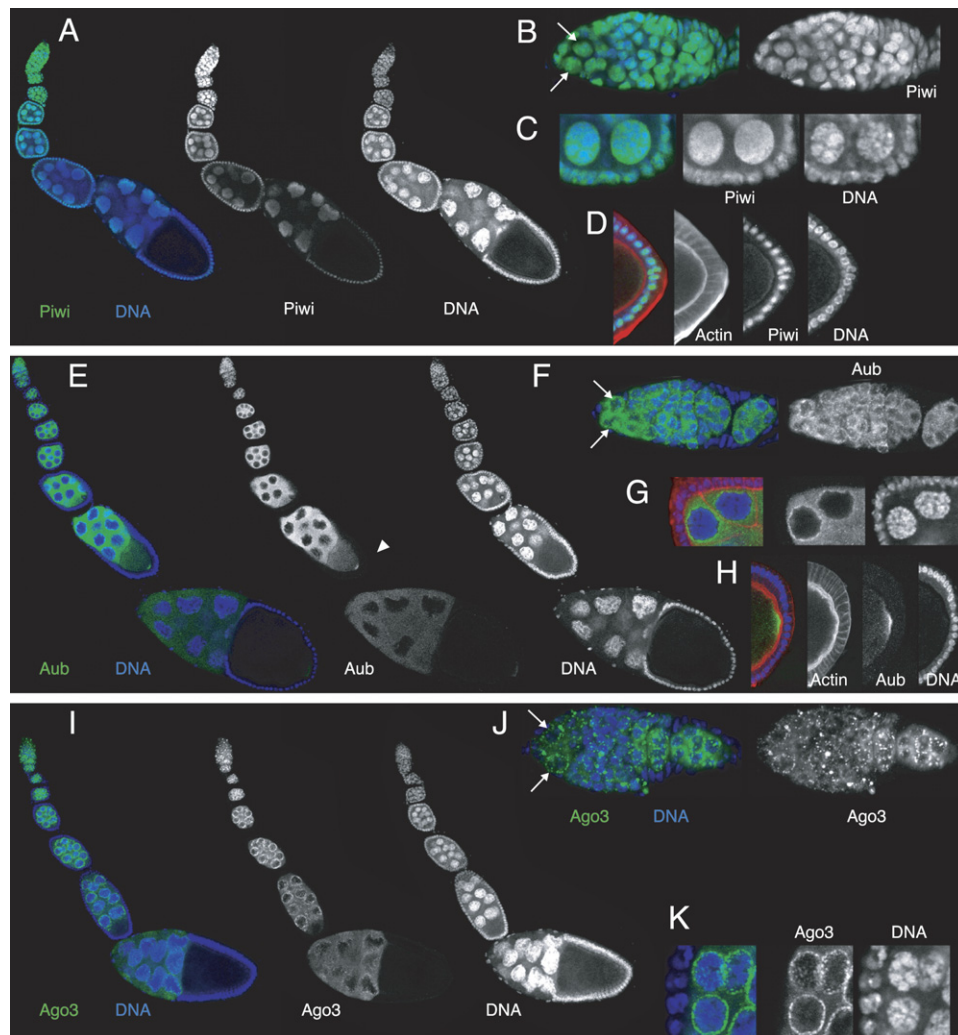 A
B
Piwi
C
Piwi DNA
D
Actin Piwi DNA
Piwi DNA Piwi DNA
E
F Aub
G
H
Actin Aub DNA
Aub DNA Aub DNA
I
J
Ago3 DNA Ago3
K Ago3 DNA
Ago3 DNA Ago3 DNA